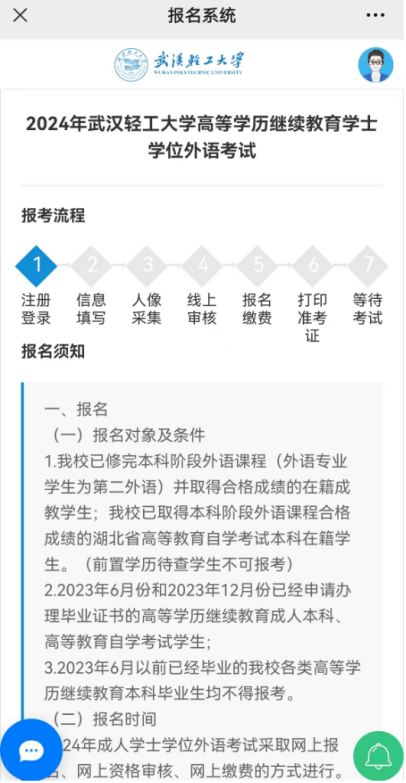 报名系统
武汉轻工大学
WUHAN POLYTECHNIC UNIVERSITY
2024年武汉轻工大学高等学历继续教育学士
学位外语考试
报考流程
1 2 3 4 5 6 7
注册 信息 人像 线上 报名 打印 等待
登录 填写 采集 审核 缴费 准考 考试
证
报名须知
一、报名
（一）报名对象及条件
1.我校已修完本科阶段外语课程（外语专业
学生为第二外语）并取得合格成绩的在籍成
教学生；我校已取得本科阶段外语课程合格
成绩的湖北省高等教育自学考试本科在籍学
生。（前置学历待查学生不可报考）
2.2023年6月份和2023年12月份已经申请办
理毕业证书的高等学历继续教育成人本科、
高等教育自学考试学生；
3.2023年6月以前已经毕业的我校各类高等学
历继续教育本科毕业生均不得报考。
（二）报名时间
24年成人学士学位外语考试采取网上报
、网上资格审核、网上缴费的方式进行。